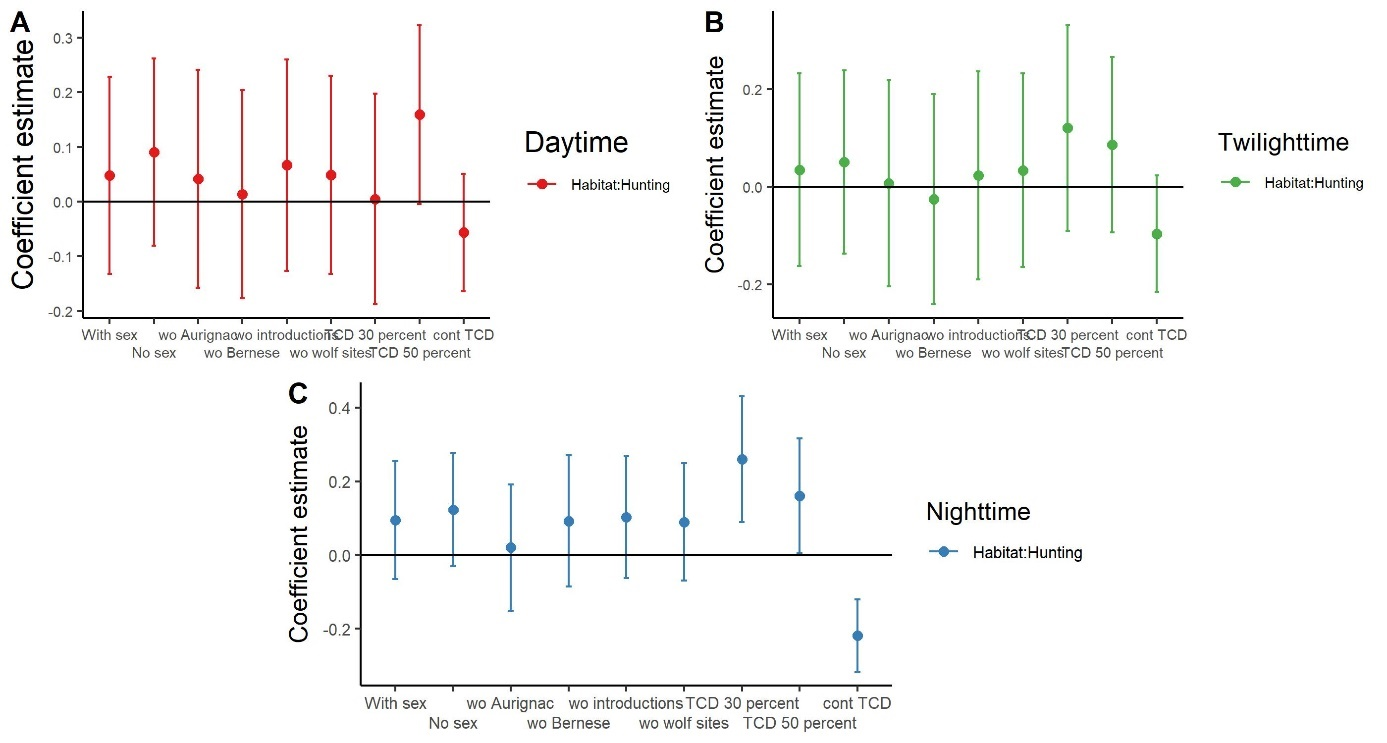 A
Coefficient estimate
0.3
0.2
0.1
0.0
-0.1
-0.2
With sex
wo Aurignac
wo introductions
TCD 30 percent
cont TCD
No sex
wo Bernese
wo wolf sites
TCD 50 percent
Daytime
Habitat:Hunting
B
Coefficient estimate
0.2
0.0
-0.2
With sex
wo Aurignac
wo introductions
TCD 30 percent
cont TCD
No sex
wo Bernese
wo wolf sites
TCD 50 percent
Twilighttime
Habitat:Hunting
C
Coefficient estimate
0.4
0.2
0.0
-0.2
With sex
wo Aurignac
wo introductions
TCD 30 percent
cont TCD
No sex
wo Bernese
wo wolf sites
TCD 50 percent
Nighttime
Habitat:Hunting